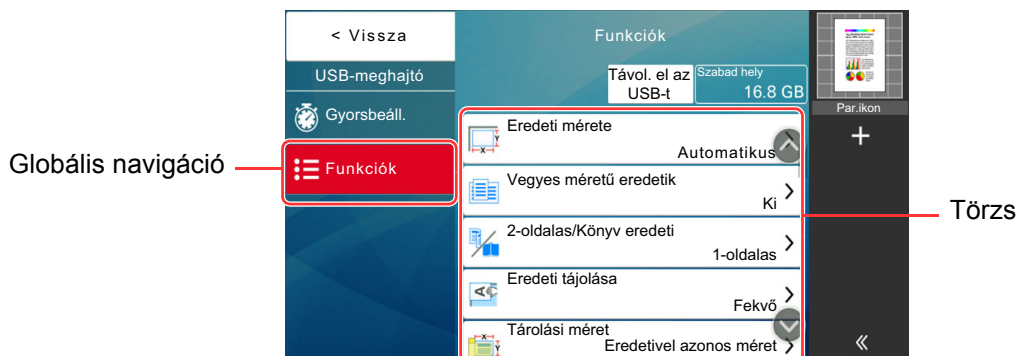 < Vissza
Funkciók
USB-meghajtó
Távol. el az
USB-t
Szabad hely
16.8 GB
Par.ikon
Gyorsbeáll.
Eredeti mérete
Automatikus
Globális navigáció
Funkciók
Vegyes méretű eredetik
Ki
Törzs
2-oldalas/Könyv eredeti
1-oldalas
Eredeti tájolása
Fekvő
Tárolási méret
Eredetivel azonos méret